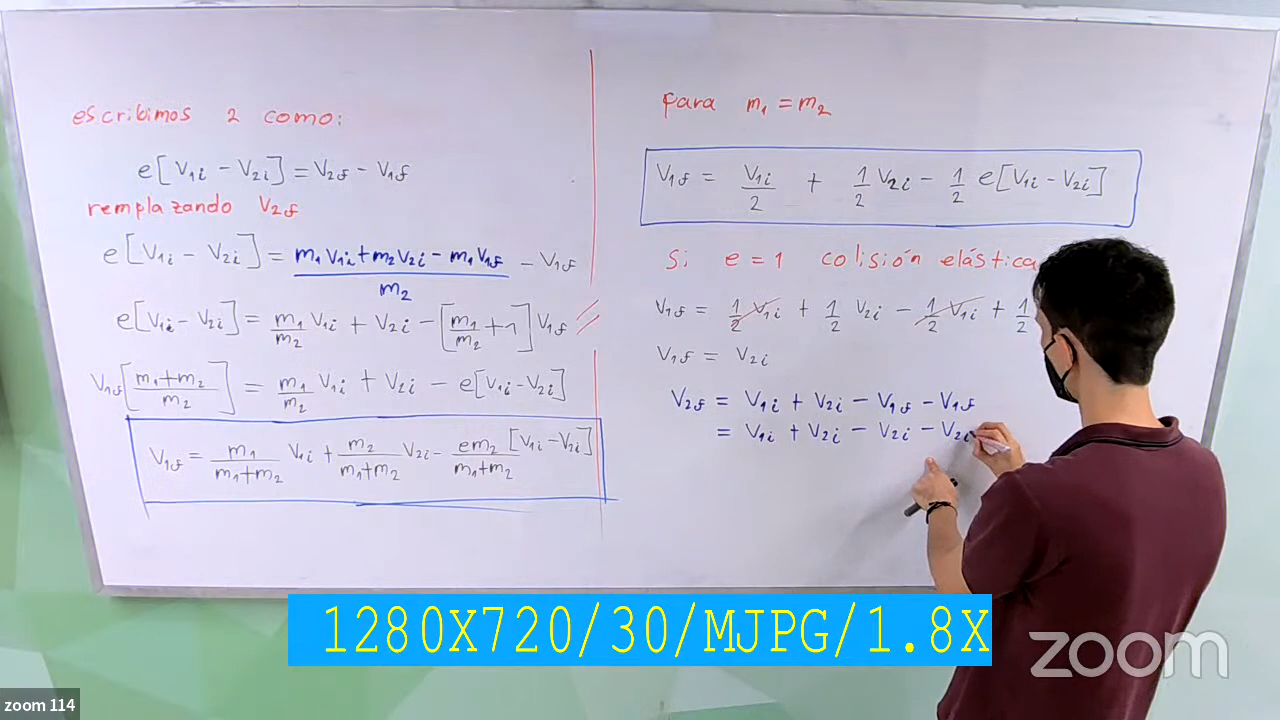 escribimos 2 como:
e[V₁i − V₂i] = V₂f − V₁f
remplazando V₂f
e[V₁i − V₂i] = (m₁V₁i + m₂V₂i − m₁V₁f)/m₂ − V₁f
e[V₁i − V₂i] = m₁/m₂ V₁i + V₂i − [m₁/m₂ + 1] V₁f
V₁f[(m₁+m₂)/m₂] = m₁/m₂ V₁i + V₂i − e[V₁i − V₂i]
V₁f = m₁/(m₁+m₂) V₁i + m₂/(m₁+m₂) V₂i − em₂/(m₁+m₂) [V₁i − V₂i]
para m₁ = m₂
V₁f = V₁i/2 + 1/2 V₂i − 1/2 e[V₁i − V₂i]
Si e = 1 colisión elástica
V₁f = 1/2 V₁i + 1/2 V₂i − 1/2 V₁i + 1/2
V₁f = V₂i
V₂f = V₁i + V₂i − V₁f − V₁f
= V₁i + V₂i − V₂i − V₂i
1280X720/30/MJPG/1.8X
zoom
zoom 114